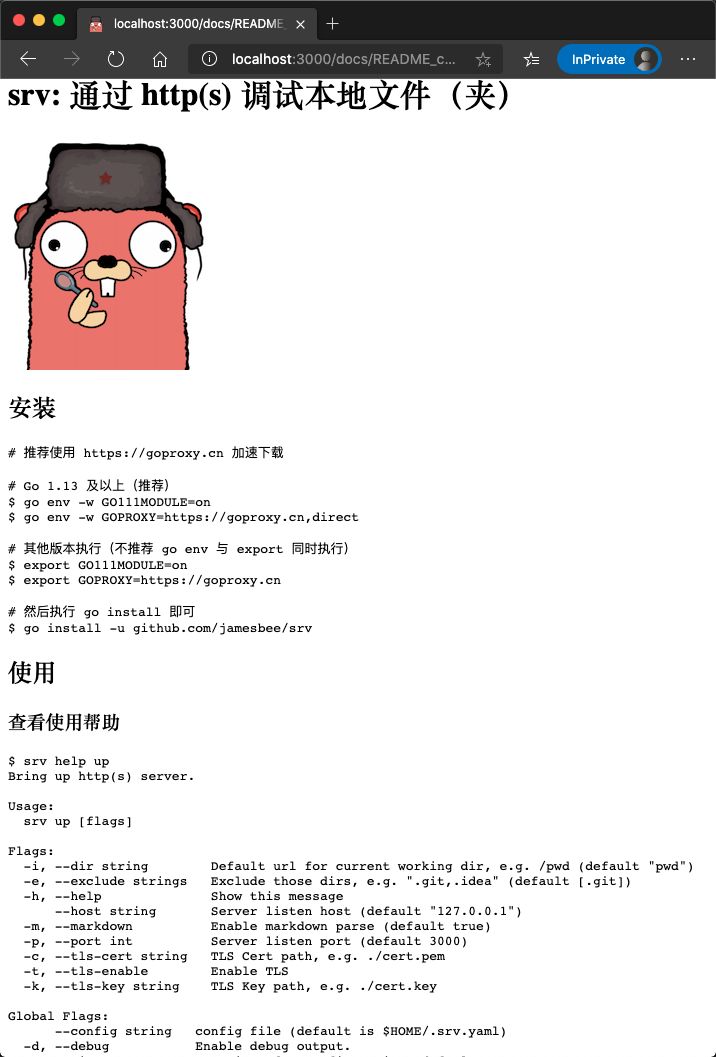 localhost:3000/docs/README_
localhost:3000/docs/README_c...
InPrivate
srv: 通过 http(s) 调试本地文件（夹）
安装
# 推荐使用 https://goproxy.cn 加速下载
# Go 1.13 及以上（推荐）
$ go env -w GO111MODULE=on
$ go env -w GOPROXY=https://goproxy.cn,direct
# 其他版本执行（不推荐 go env 与 export 同时执行）
$ export GO111MODULE=on
$ export GOPROXY=https://goproxy.cn
# 然后执行 go install 即可
$ go install -u github.com/jamesbee/srv
使用
查看使用帮助
$ srv help up
Bring up http(s) server.
Usage:
  srv up [flags]
Flags:
  -i, --dir string        Default url for current working dir, e.g. /pwd (default "pwd")
  -e, --exclude strings   Exclude those dirs, e.g. ".git,.idea" (default [.git])
  -h, --help              Show this message
      --host string       Server listen host (default "127.0.0.1")
  -m, --markdown          Enable markdown parse (default true)
  -p, --port int          Server listen port (default 3000)
  -c, --tls-cert string   TLS Cert path, e.g. ./cert.pem
  -t, --tls-enable        Enable TLS
  -k, --tls-key string    TLS Key path, e.g. ./cert.key
Global Flags:
      --config string   config file (default is $HOME/.srv.yaml)
  -d, --debug           Enable debug output.